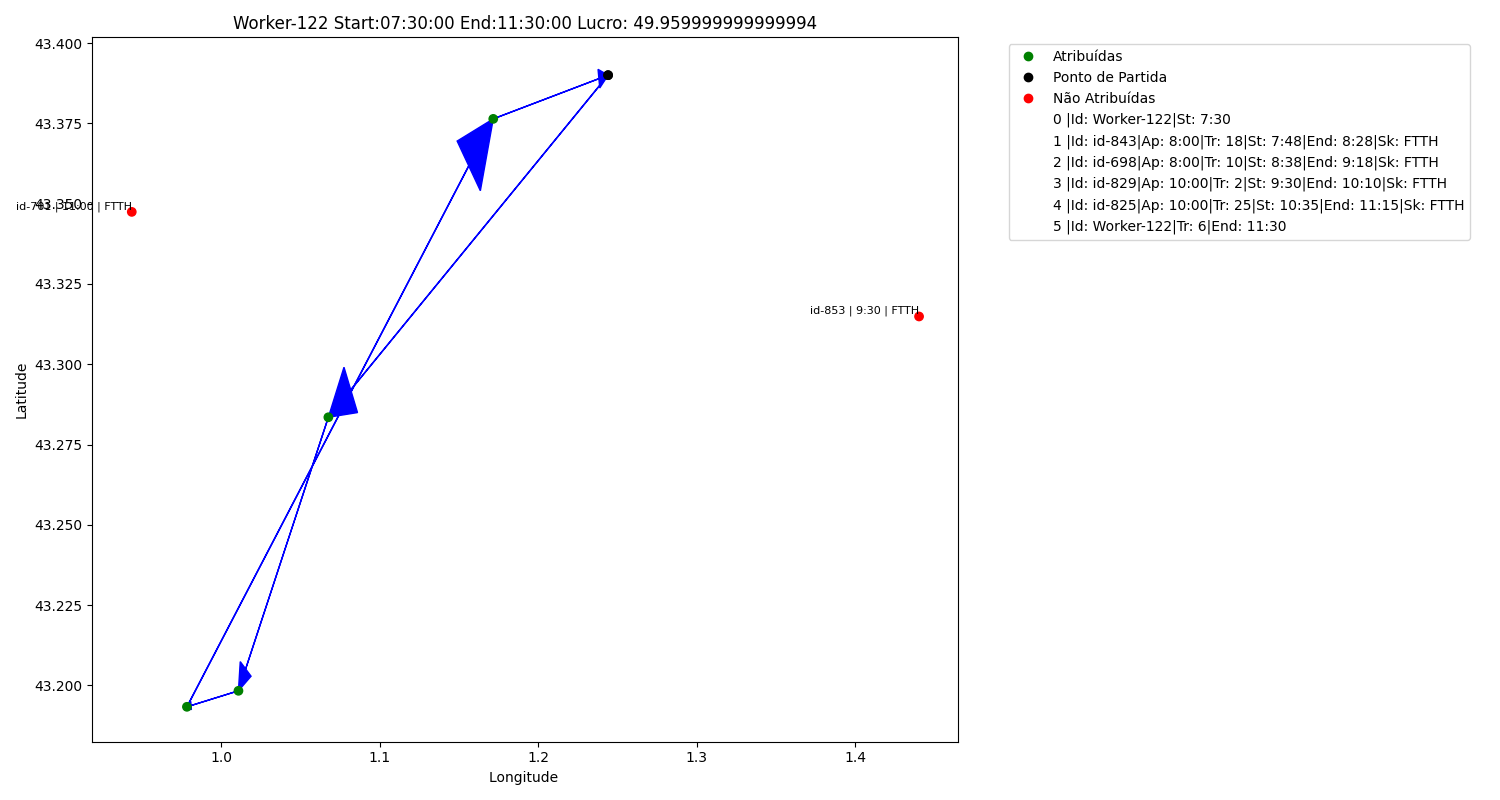 Worker-122 Start:07:30:00 End:11:30:00 Lucro: 49.959999999999994
43.400
43.375
43.350
43.325
43.300
43.275
43.250
43.225
43.200
Latitude
1.0
1.1
1.2
1.3
1.4
Longitude
11:00 | FTTH
id-853 | 9:30 | FTTH
Atribuídas
Ponto de Partida
Não Atribuídas
0 |Id: Worker-122|St: 7:30
1 |Id: id-843|Ap: 8:00|Tr: 18|St: 7:48|End: 8:28|Sk: FTTH
2 |Id: id-698|Ap: 8:00|Tr: 10|St: 8:38|End: 9:18|Sk: FTTH
3 |Id: id-829|Ap: 10:00|Tr: 2|St: 9:30|End: 10:10|Sk: FTTH
4 |Id: id-825|Ap: 10:00|Tr: 25|St: 10:35|End: 11:15|Sk: FTTH
5 |Id: Worker-122|Tr: 6|End: 11:30